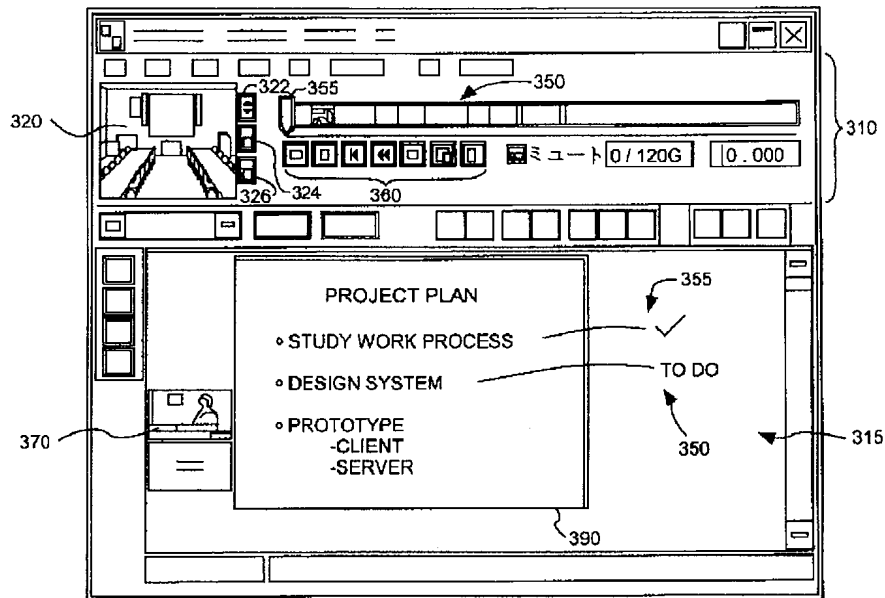 322 355 350
320
310
ミュート 0 / 120G 0 . 000
326 324 360
PROJECT PLAN
355
STUDY WORK PROCESS
DESIGN SYSTEM TO DO
PROTOTYPE
-CLIENT
-SERVER
370
350
315
390